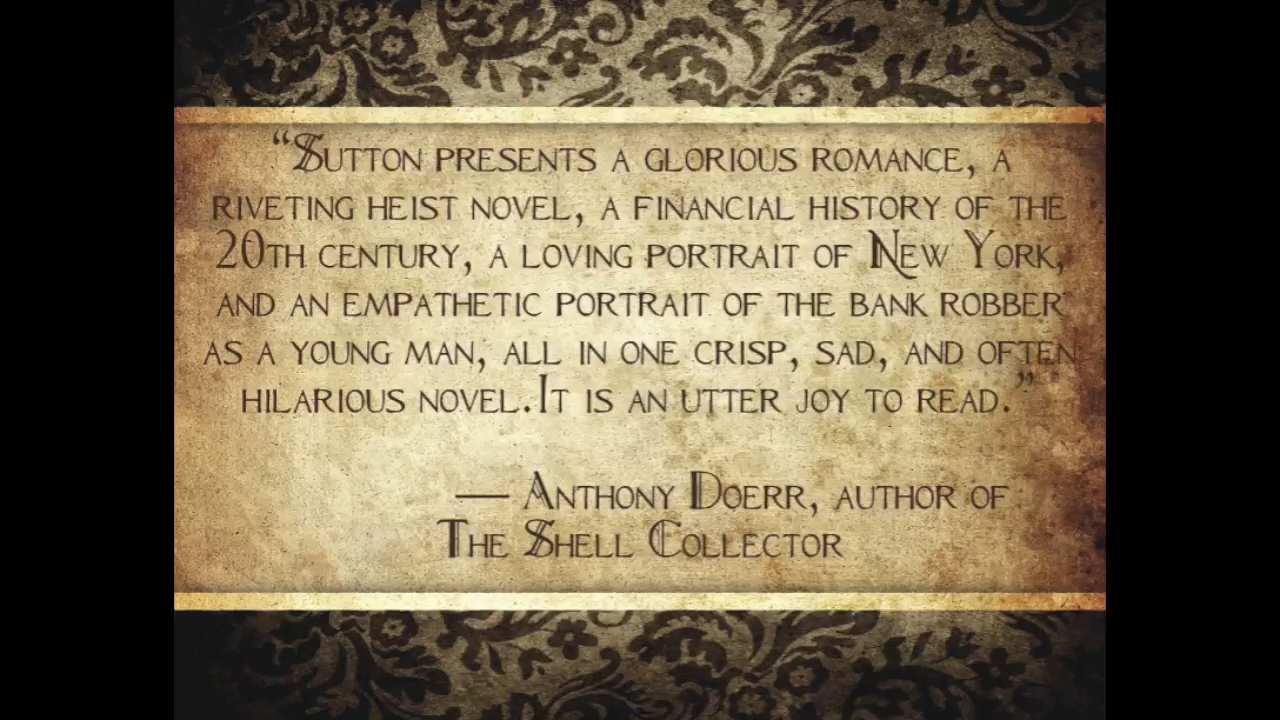 “Sutton presents a glorious romance, a
riveting heist novel, a financial history of the
20th century, a loving portrait of New York,
and an empathetic portrait of the bank robber
as a young man, all in one crisp, sad, and often
hilarious novel. It is an utter joy to read.”
— Anthony Doerr, author of
The Shell Collector